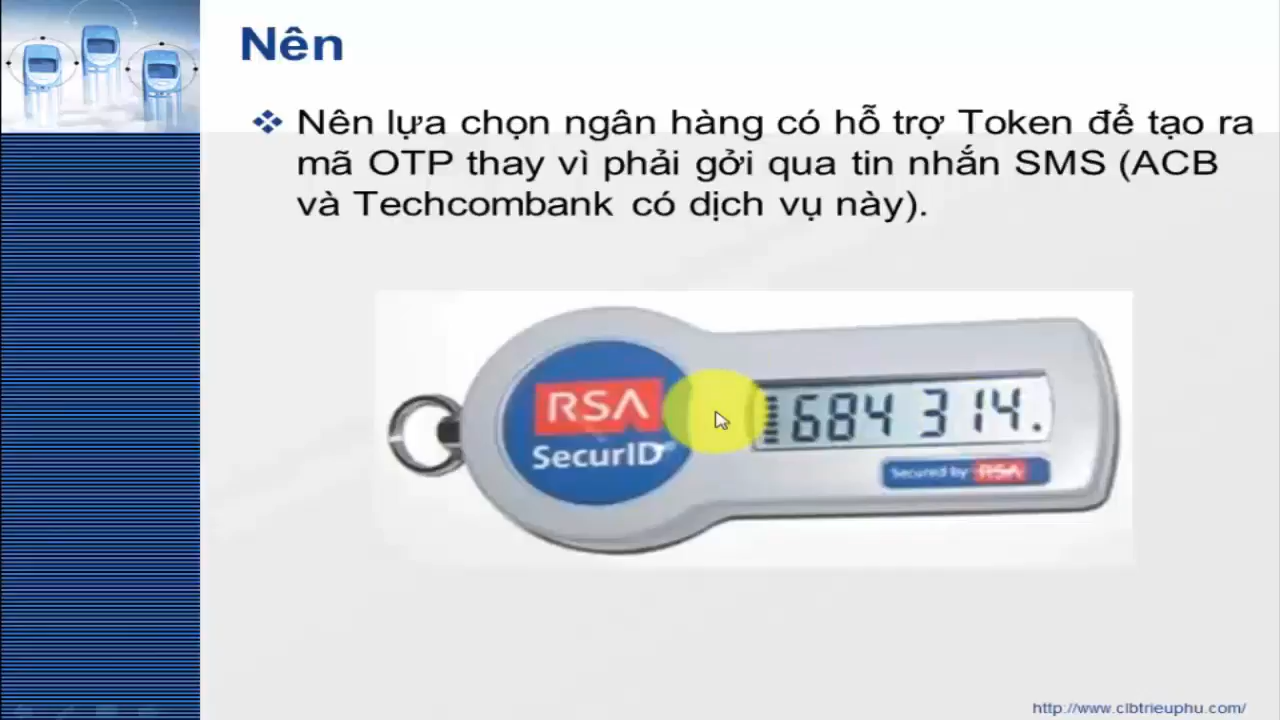 Nên
Nên lựa chọn ngân hàng có hỗ trợ Token để tạo ra
mã OTP thay vì phải gởi qua tin nhắn SMS (ACB
và Techcombank có dịch vụ này).
RSA
SecurID
684 314.
Secured by RSA
http://www.clbtrieuphu.com/